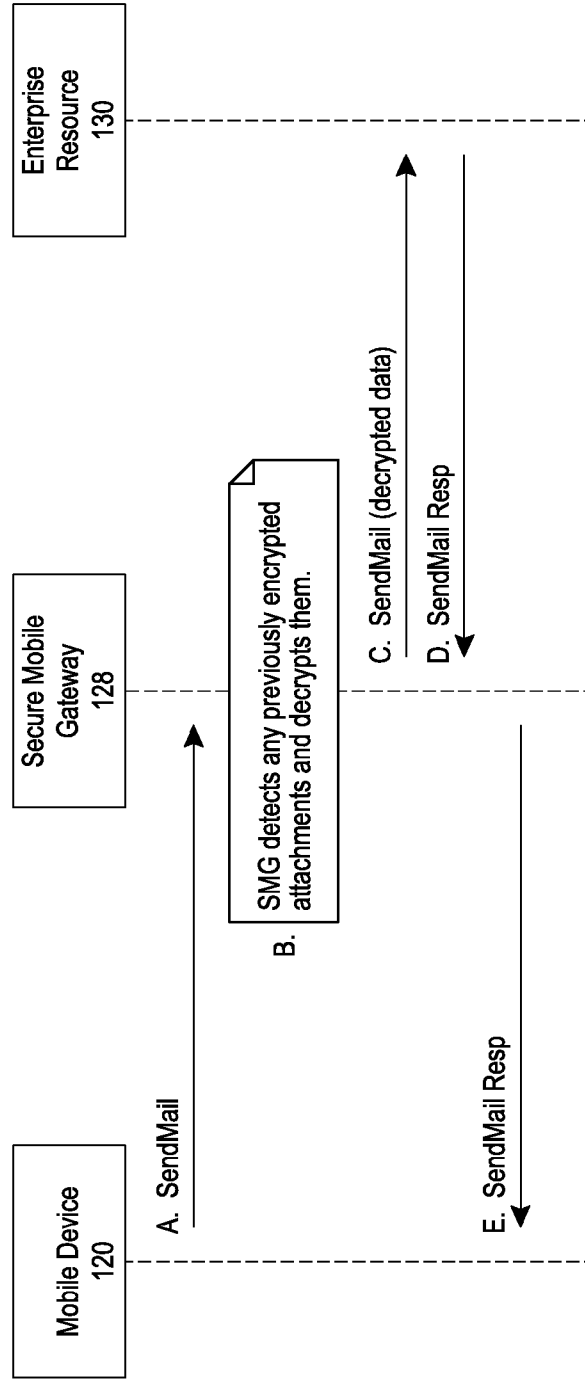 Mobile Device
120
Secure Mobile
Gateway
128
Enterprise
Resource
130
A. SendMail
B.
SMG detects any previously encrypted
attachments and decrypts them.
C. SendMail (decrypted data)
D. SendMail Resp
E. SendMail Resp